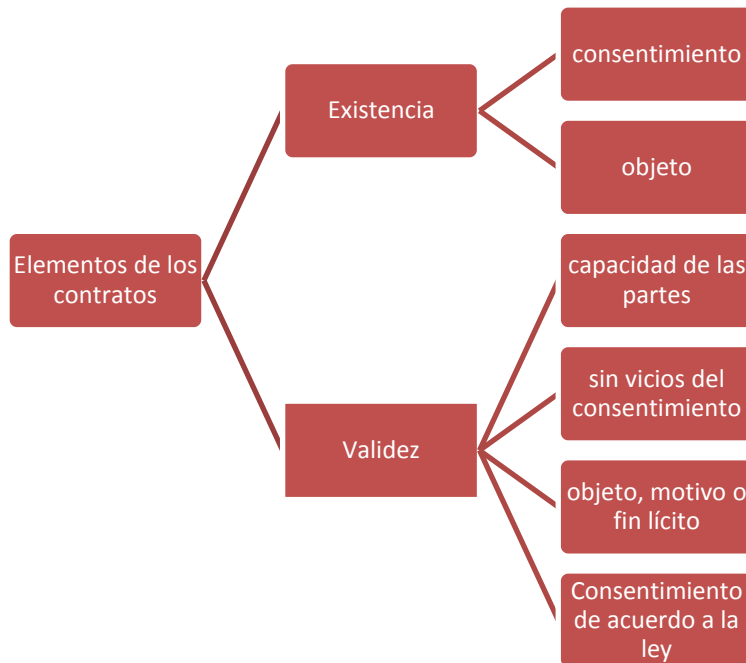 Elementos de los
contratos
Existencia
consentimiento
objeto
Validez
capacidad de las
partes
sin vicios del
consentimiento
objeto, motivo o
fin lícito
Consentimiento
de acuerdo a la
ley